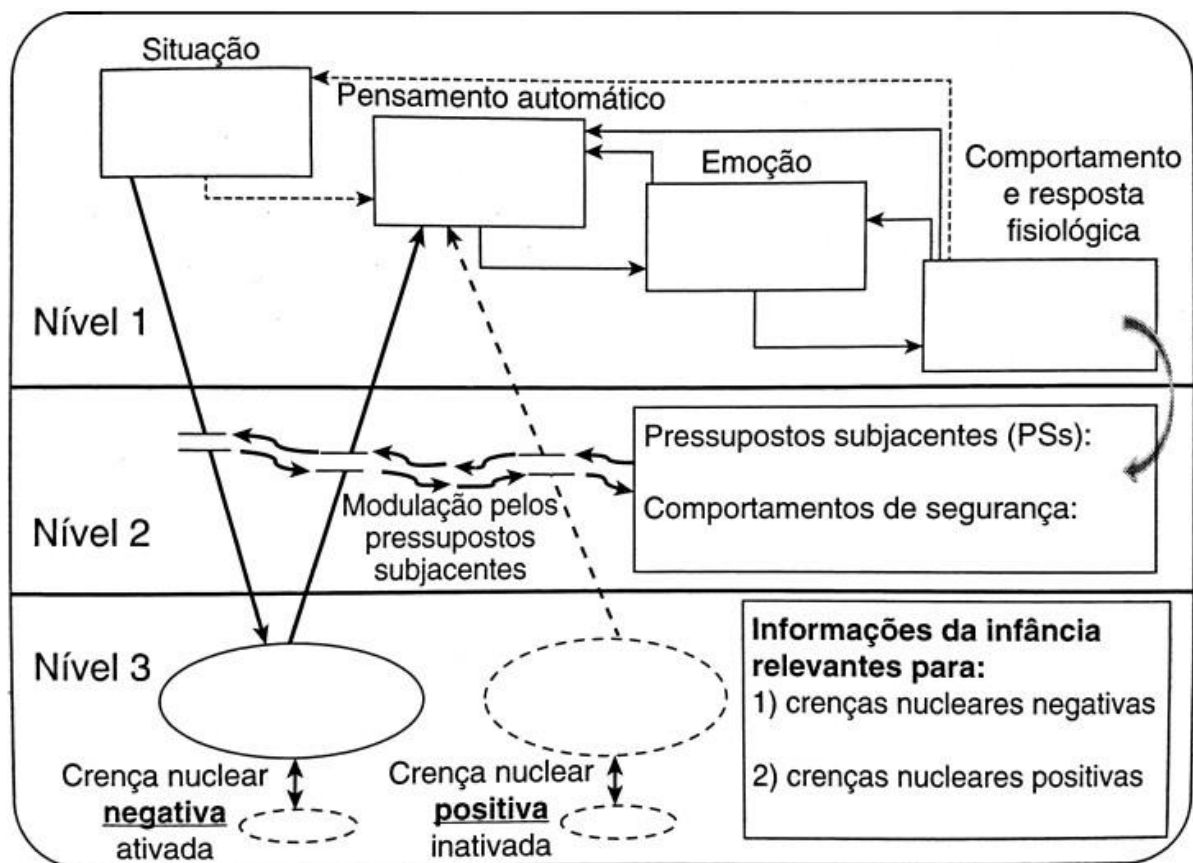 Situação
Pensamento automático
Emoção
Comportamento
e resposta
fisiológica
Nível 1
Pressupostos subjacentes (PSs):
Comportamentos de segurança:
Modulação pelos
pressupostos
subjacentes
Nível 2
Nível 3
Informações da infância
relevantes para:
1) crenças nucleares negativas
2) crenças nucleares positivas
Crença nuclear
negativa
ativada
Crença nuclear
positiva
inativada